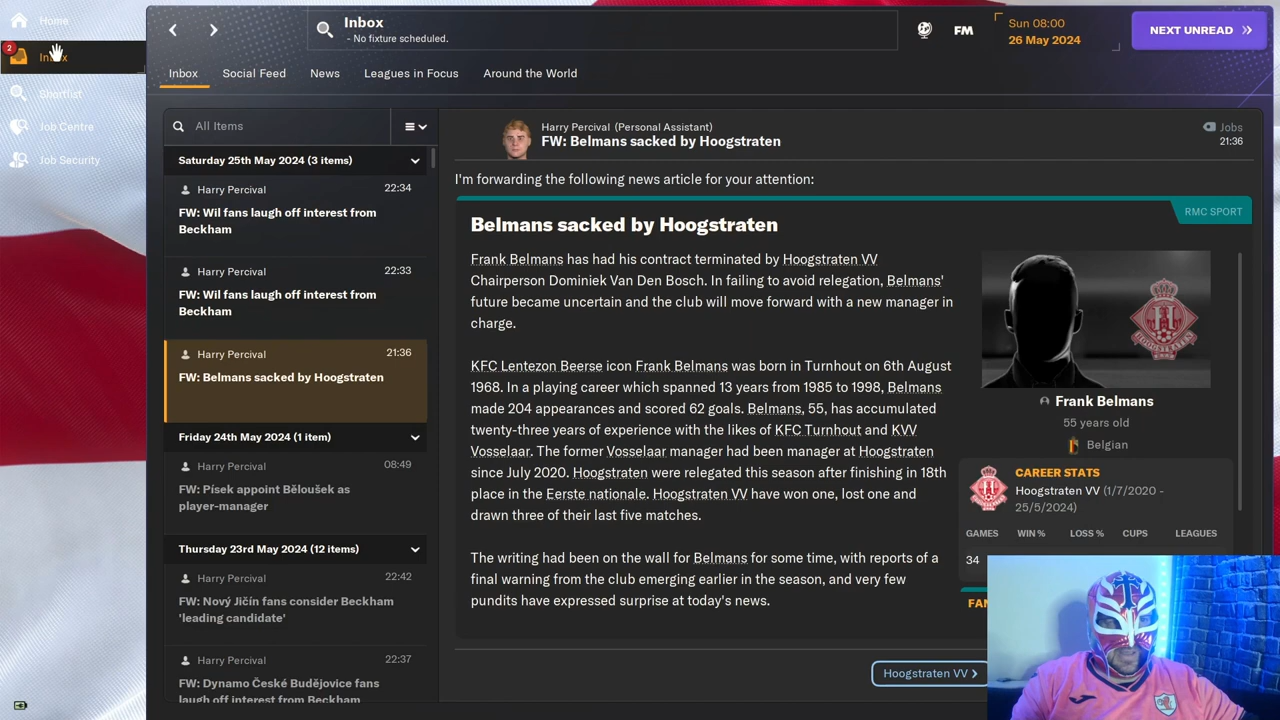 Home
2
Shortlist
Job Centre
Job Security
Inbox
- No fixture scheduled.
FM
Sun 08:00
26 May 2024
NEXT UNREAD
Inbox
Social Feed
News
Leagues in Focus
Around the World
All Items
Saturday 25th May 2024 (3 items)
Harry Percival
22:34
FW: Wil fans laugh off interest from
Beckham
Harry Percival
22:33
FW: Wil fans laugh off interest from
Beckham
Harry Percival
21:36
FW: Belmans sacked by Hoogstraten
Friday 24th May 2024 (1 item)
Harry Percival
08:49
FW: Písek appoint Běloušek as
player-manager
Thursday 23rd May 2024 (12 items)
Harry Percival
22:42
FW: Nový Jičín fans consider Beckham
'leading candidate'
Harry Percival
22:37
FW: Dynamo České Budějovice fans
laugh off interest from Beckham
Harry Percival (Personal Assistant)
FW: Belmans sacked by Hoogstraten
Jobs
21:36
I'm forwarding the following news article for your attention:
RMC SPORT
Belmans sacked by Hoogstraten
Frank Belmans has had his contract terminated by Hoogstraten VV
Chairperson Dominiek Van Den Bosch. In failing to avoid relegation, Belmans'
future became uncertain and the club will move forward with a new manager in
charge.
KFC Lentezon Beerse icon Frank Belmans was born in Turnhout on 6th August
1968. In a playing career which spanned 13 years from 1985 to 1998, Belmans
made 204 appearances and scored 62 goals. Belmans, 55, has accumulated
twenty-three years of experience with the likes of KFC Turnhout and KVV
Vosselaar. The former Vosselaar manager had been manager at Hoogstraten
since July 2020. Hoogstraten were relegated this season after finishing in 18th
place in the Eerste nationale. Hoogstraten VV have won one, lost one and
drawn three of their last five matches.
The writing had been on the wall for Belmans for some time, with reports of a
final warning from the club emerging earlier in the season, and very few
pundits have expressed surprise at today's news.
Frank Belmans
55 years old
Belgian
CAREER STATS
Hoogstraten VV (1/7/2020 -
25/5/2024)
GAMES
WIN %
LOSS %
CUPS
LEAGUES
34
Hoogstraten VV